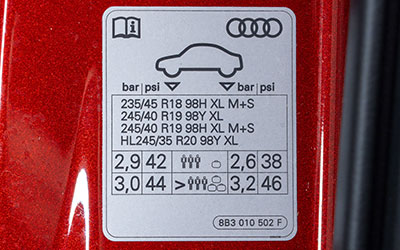 i
bar psi bar psi
235/45 R18 98H XL M+S
245/40 R19 98Y XL
245/40 R19 98H XL M+S
HL245/35 R20 98Y XL
2,9 42 2,6 38
3,0 44 > 3,2 46
8B3 010 502 F